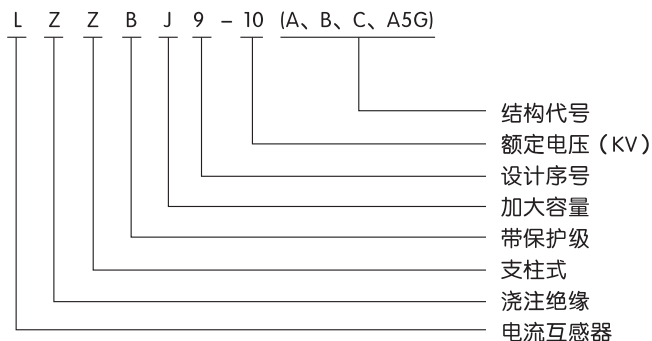 L Z Z B J 9 – 10 (A、B、C、A5G)
结构代号
额定电压（KV）
设计序号
加大容量
带保护级
支柱式
浇注绝缘
电流互感器